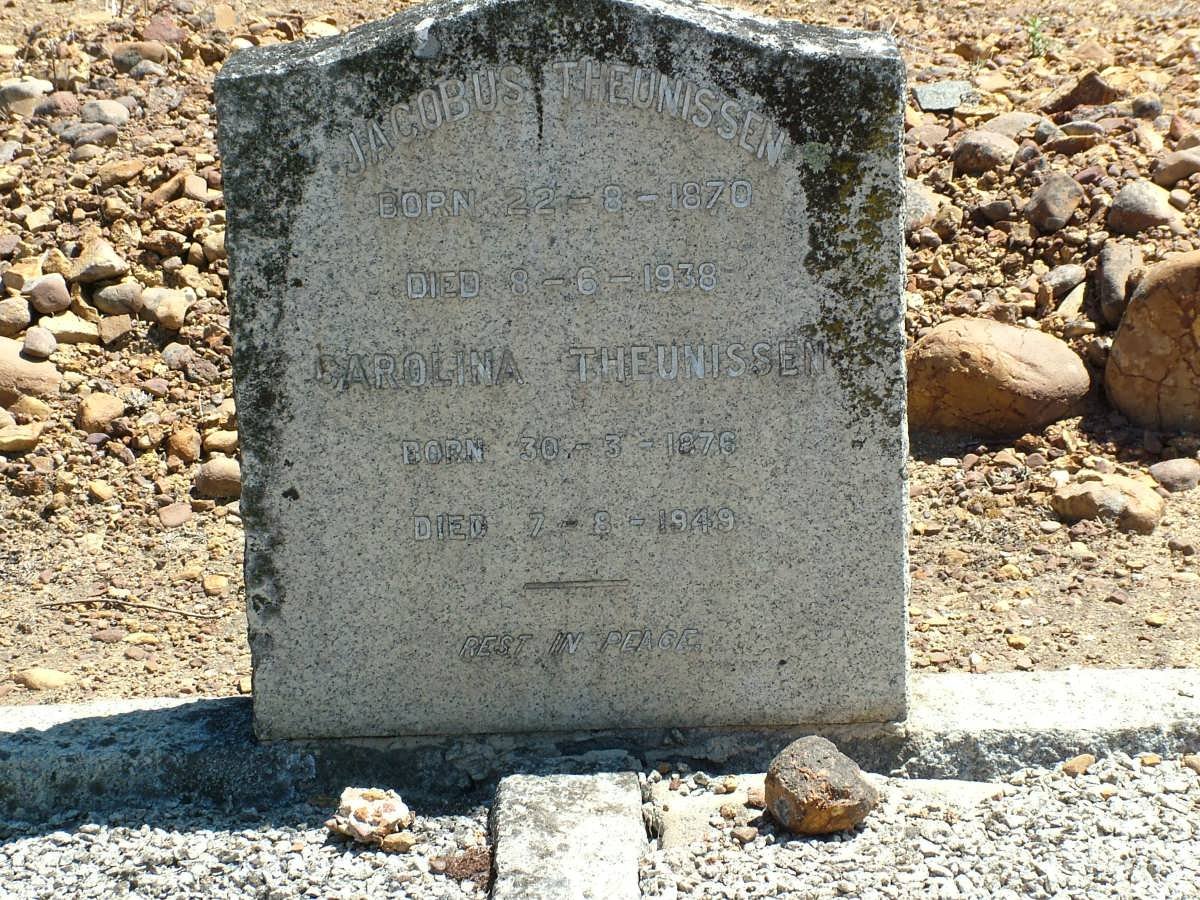 JACOBUS THEUNISSEN
BORN 22-8-1870
DIED 8-6-1938
CAROLINA THEUNISSEN
BORN 30-3-1876
DIED 7-8-1949
REST IN PEACE.